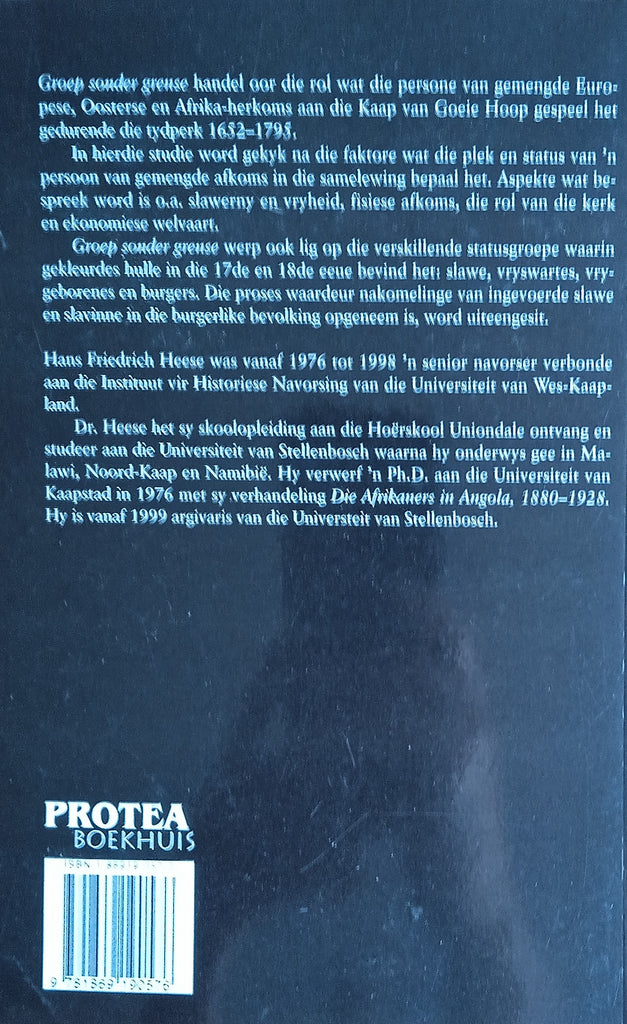 Groep sonder grense handel oor die rol wat die persone van gemengde Euro-
pese, Oosterse en Afrika-herkoms aan die Kaap van Goeie Hoop gespeel het
gedurende die tydperk 1652–1795.
In hierdie studie word gekyk na die faktore wat die plek en status van 'n
persoon van gemengde afkoms in die samelewing bepaal het. Aspekte wat be-
spreek word is o.a. slawerny en vryheid, fisiese afkoms, die rol van die kerk
en ekonomiese welvaart.
Groep sonder grense werp ook lig op die verskillende statusgroepe waarin
gekleurdes hulle in die 17de en 18de eeue bevind het: slawe, vryswartes, vry-
geborenes en burgers. Die proses waardeur nakomelinge van ingevoerde slawe
en slavinne in die burgerlike bevolking opgeneem is, word uiteengesit.
Hans Friedrich Heese was vanaf 1976 tot 1998 'n senior navorser verbonde
aan die Instituut vir Historiese Navorsing van die Universiteit van Wes-Kaap-
land.
Dr. Heese het sy skoolopleiding aan die Hoërskool Uniondale ontvang en
studeer aan die Universiteit van Stellenbosch waarna hy onderwys gee in Ma-
lawi, Noord-Kaap en Namibië. Hy verwerf 'n Ph.D. aan die Universiteit van
Kaapstad in 1976 met sy verhandeling Die Afrikaners in Angola, 1880–1928.
Hy is vanaf 1999 argivaris van die Universteit van Stellenbosch.
PROTEA
BOEKHUIS
ISBN
9 781869 190576